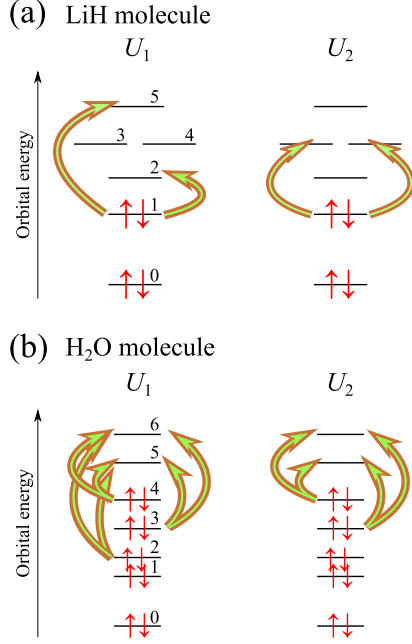 (a) LiH molecule
U₁ U₂
Orbital energy
5
3 4
2
1
0
(b) H₂O molecule
U₁ U₂
Orbital energy
6
5
4
3
2
1
0